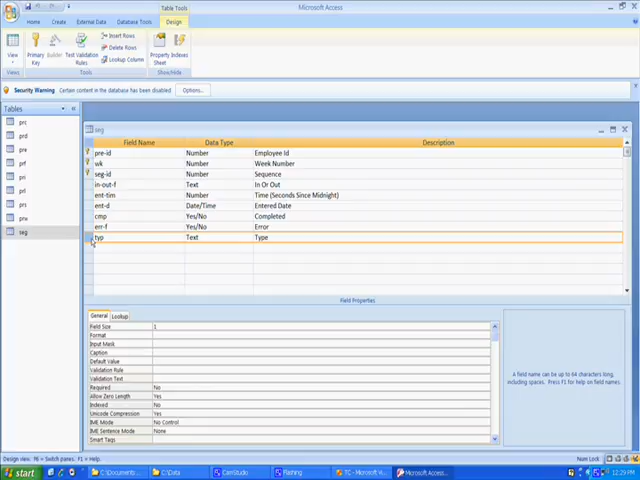 Table Tools
Microsoft Access
Home
Create
External Data
Database Tools
Design
View
Primary Key
Builder
Test Validation Rules
Insert Rows
Delete Rows
Lookup Column
Property Sheet
Indexes
Views
Tools
Show/Hide
Security Warning Certain content in the database has been disabled Options...
Tables
prc
prd
pre
prf
pri
prl
prs
prw
seg
seg
Field Name Data Type Description
pre-id Number Employee Id
wk Number Week Number
seg-id Number Sequence
in-out-f Text In Or Out
ent-tim Number Time (Seconds Since Midnight)
ent-d Date/Time Entered Date
cmp Yes/No Completed
err-f Yes/No Error
typ Text Type
Field Properties
General Lookup
Field Size 1
Format
Input Mask
Caption
Default Value
Validation Rule
Validation Text
Required No
Allow Zero Length Yes
Indexed No
Unicode Compression Yes
IME Mode No Control
IME Sentence Mode None
Smart Tags
A field name can be up to 64 characters long,
including spaces. Press F1 for help on field names.
Design view. F6 = Switch panes. F1 = Help.
Num Lock
start
C:\Documents...
C:\Data
CamStudio
Flashing
TC - Microsoft V...
Microsoft Access...
12:29 PM